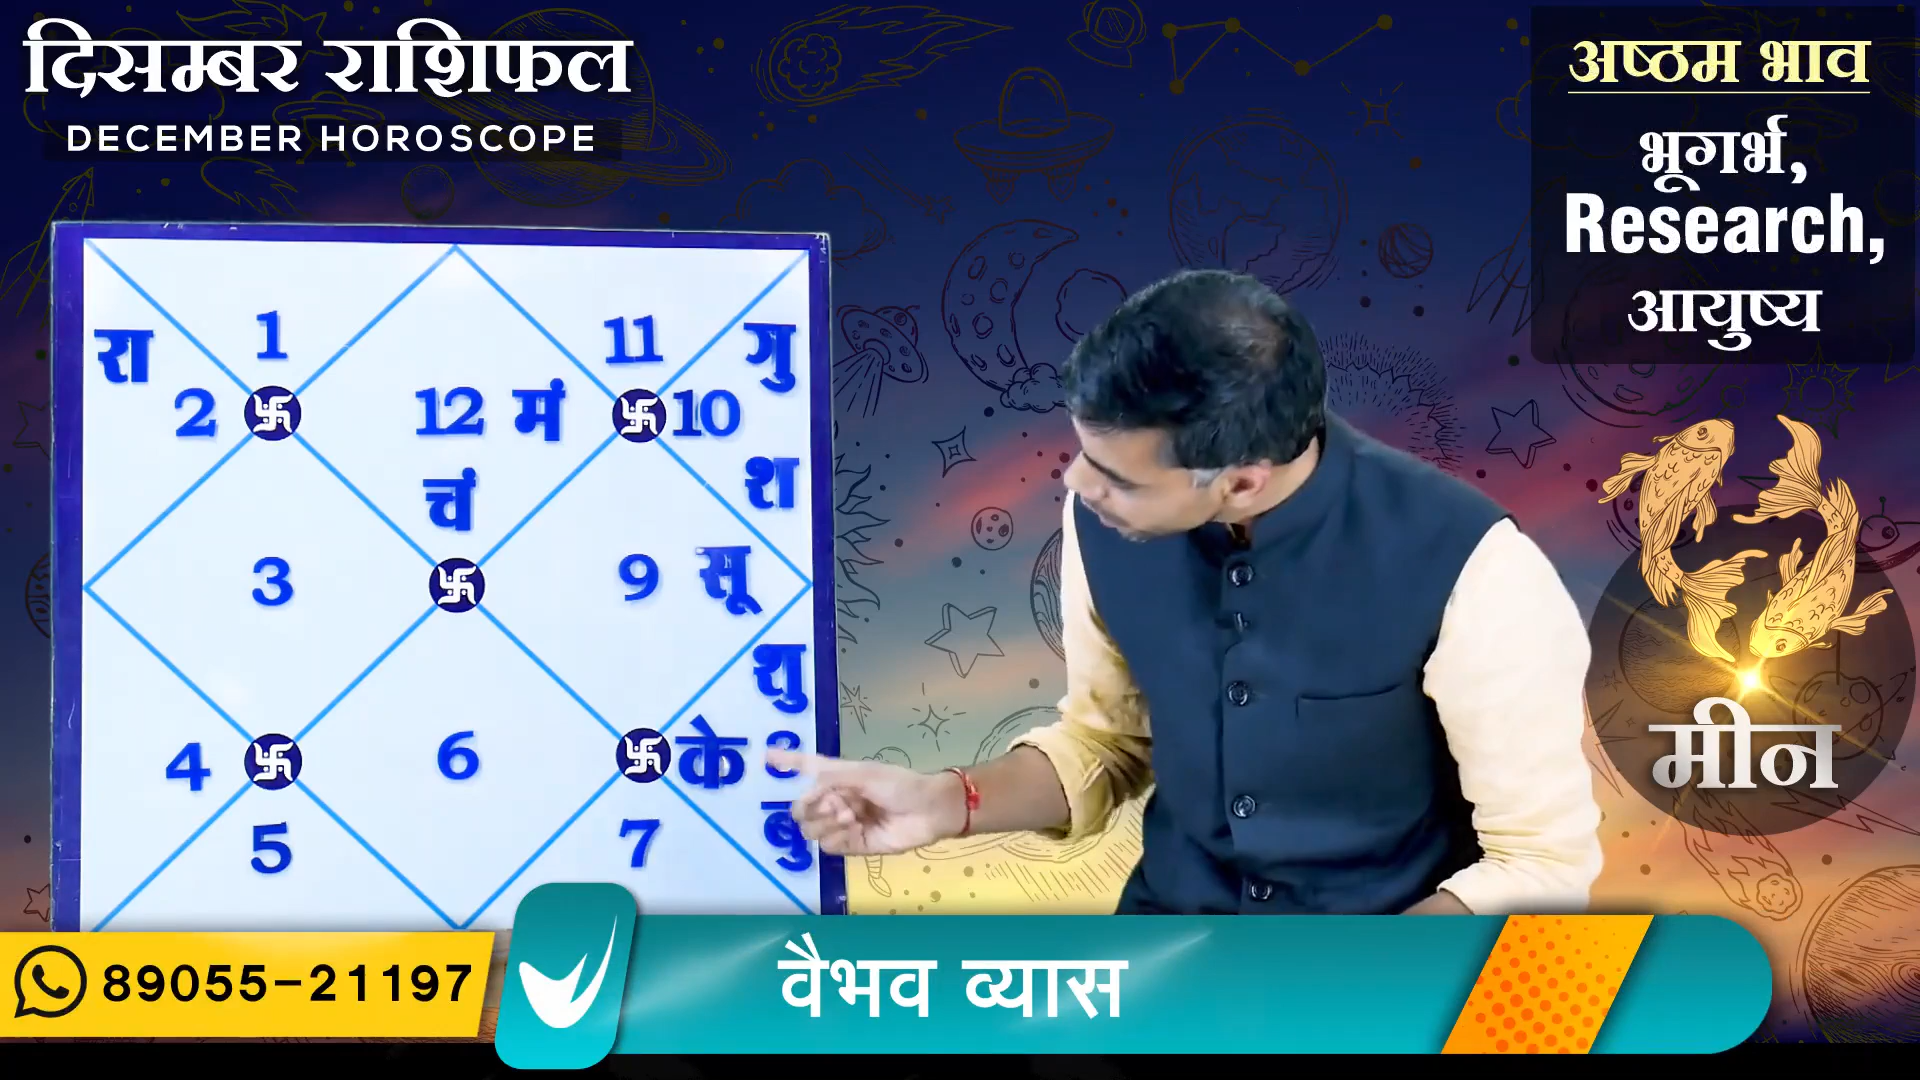 दिसम्बर राशिफल
DECEMBER HOROSCOPE
अष्ठम भाव
भूगर्भ,
Research,
आयुष्य
1
11
रा
गु
2
12 मं
10
चं
श
3
9 सू
शु
4
6
के
बु
5
7
मीन
89055-21197
वैभव व्यास